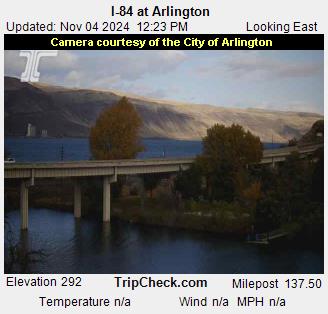 I-84 at Arlington
Updated: Nov 04 2024 12:23 PM Looking East
Camera courtesy of the City of Arlington
Elevation 292 TripCheck.com Milepost 137.50
Temperature n/a Wind n/a MPH n/a